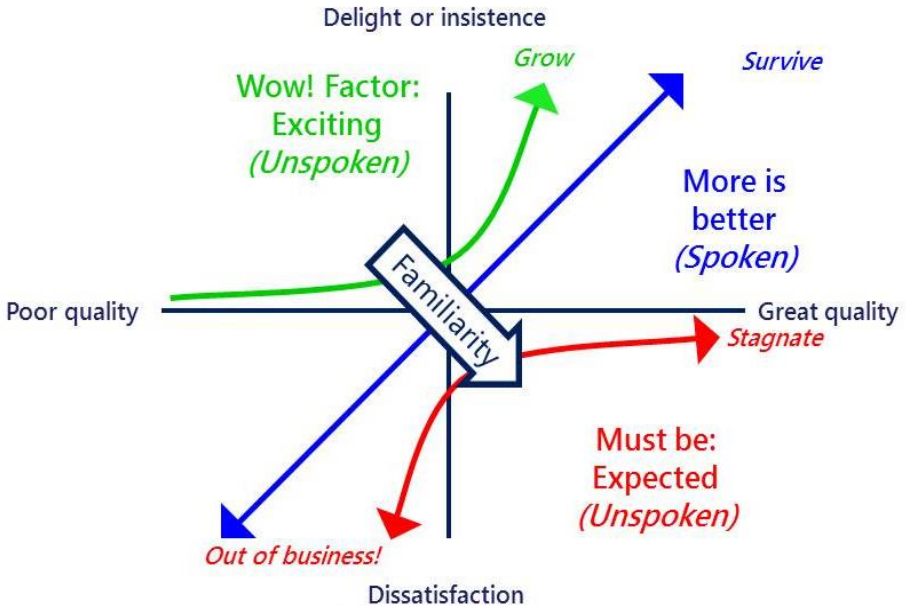 Delight or insistence
Grow
Survive
Wow! Factor:
Exciting
(Unspoken)
More is
better
(Spoken)
Familiarity
Poor quality
Great quality
Stagnate
Must be:
Expected
(Unspoken)
Out of business!
Dissatisfaction